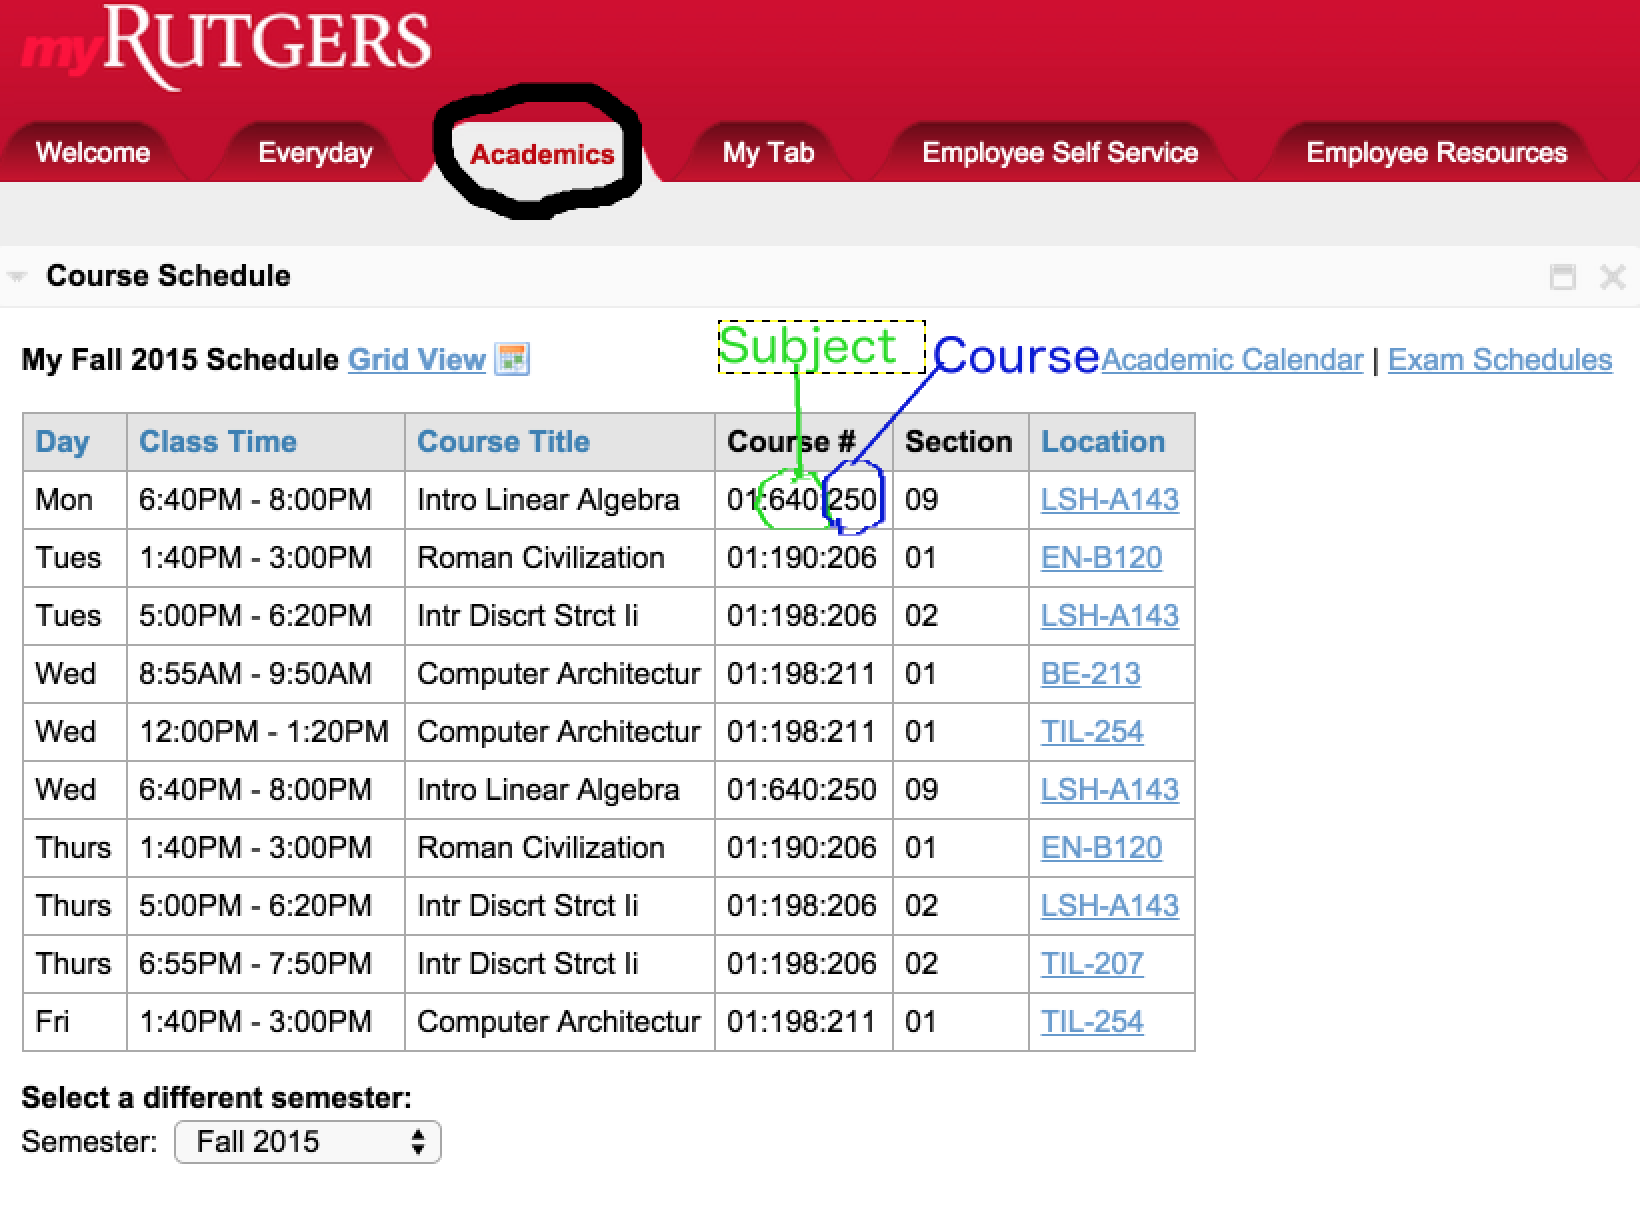 myRUTGERS
Welcome Everyday Academics My Tab Employee Self Service Employee Resources
Course Schedule
My Fall 2015 Schedule Grid View Subject Course Academic Calendar | Exam Schedules
Day Class Time Course Title Course # Section Location
Mon 6:40PM - 8:00PM Intro Linear Algebra 01:640:250 09 LSH-A143
Tues 1:40PM - 3:00PM Roman Civilization 01:190:206 01 EN-B120
Tues 5:00PM - 6:20PM Intr Discrt Strct Ii 01:198:206 02 LSH-A143
Wed 8:55AM - 9:50AM Computer Architectur 01:198:211 01 BE-213
Wed 12:00PM - 1:20PM Computer Architectur 01:198:211 01 TIL-254
Wed 6:40PM - 8:00PM Intro Linear Algebra 01:640:250 09 LSH-A143
Thurs 1:40PM - 3:00PM Roman Civilization 01:190:206 01 EN-B120
Thurs 5:00PM - 6:20PM Intr Discrt Strct Ii 01:198:206 02 LSH-A143
Thurs 6:55PM - 7:50PM Intr Discrt Strct Ii 01:198:206 02 TIL-207
Fri 1:40PM - 3:00PM Computer Architectur 01:198:211 01 TIL-254
Select a different semester:
Semester: Fall 2015